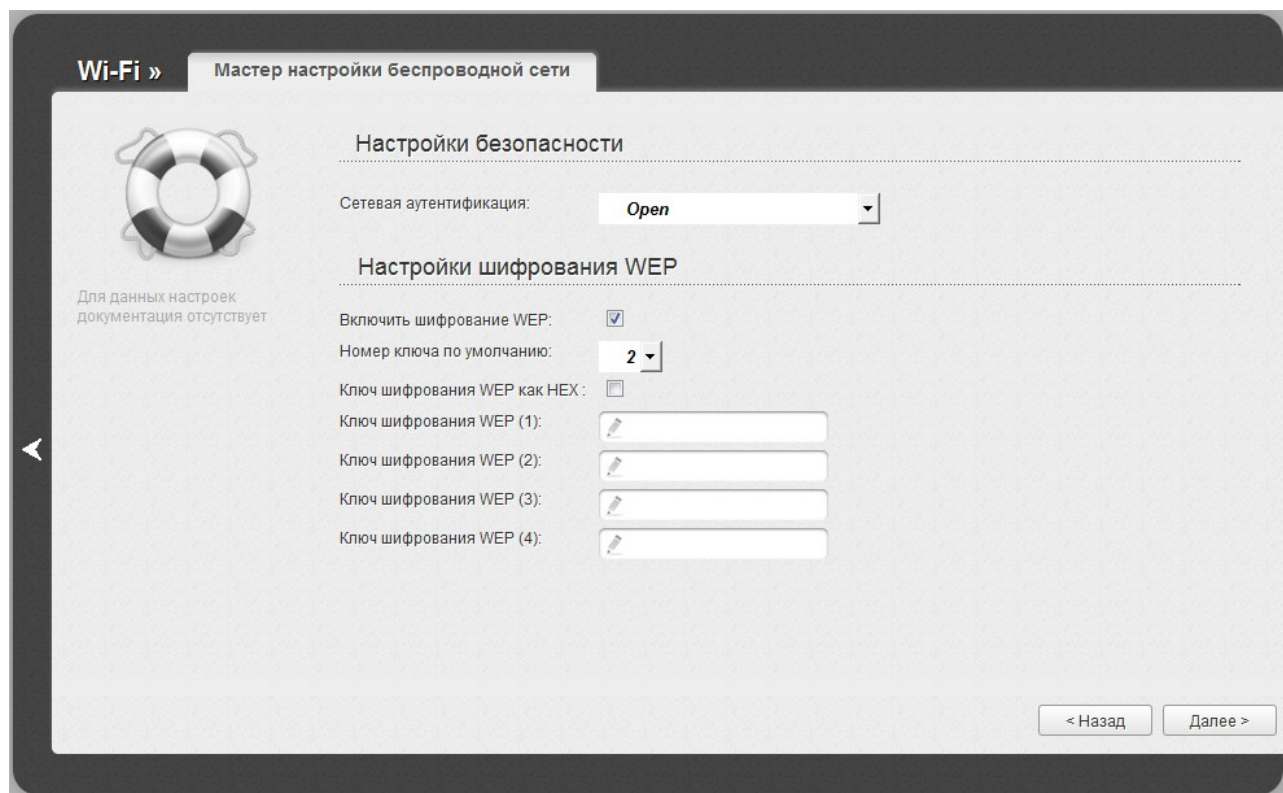 Wi-Fi » Мастер настройки беспроводной сети
Настройки безопасности
Сетевая аутентификация: Open
Настройки шифрования WEP
Для данных настроек
документация отсутствует
Включить шифрование WEP:
Номер ключа по умолчанию: 2
Ключ шифрования WEP как HEX :
Ключ шифрования WEP (1):
Ключ шифрования WEP (2):
Ключ шифрования WEP (3):
Ключ шифрования WEP (4):
< Назад Далее >